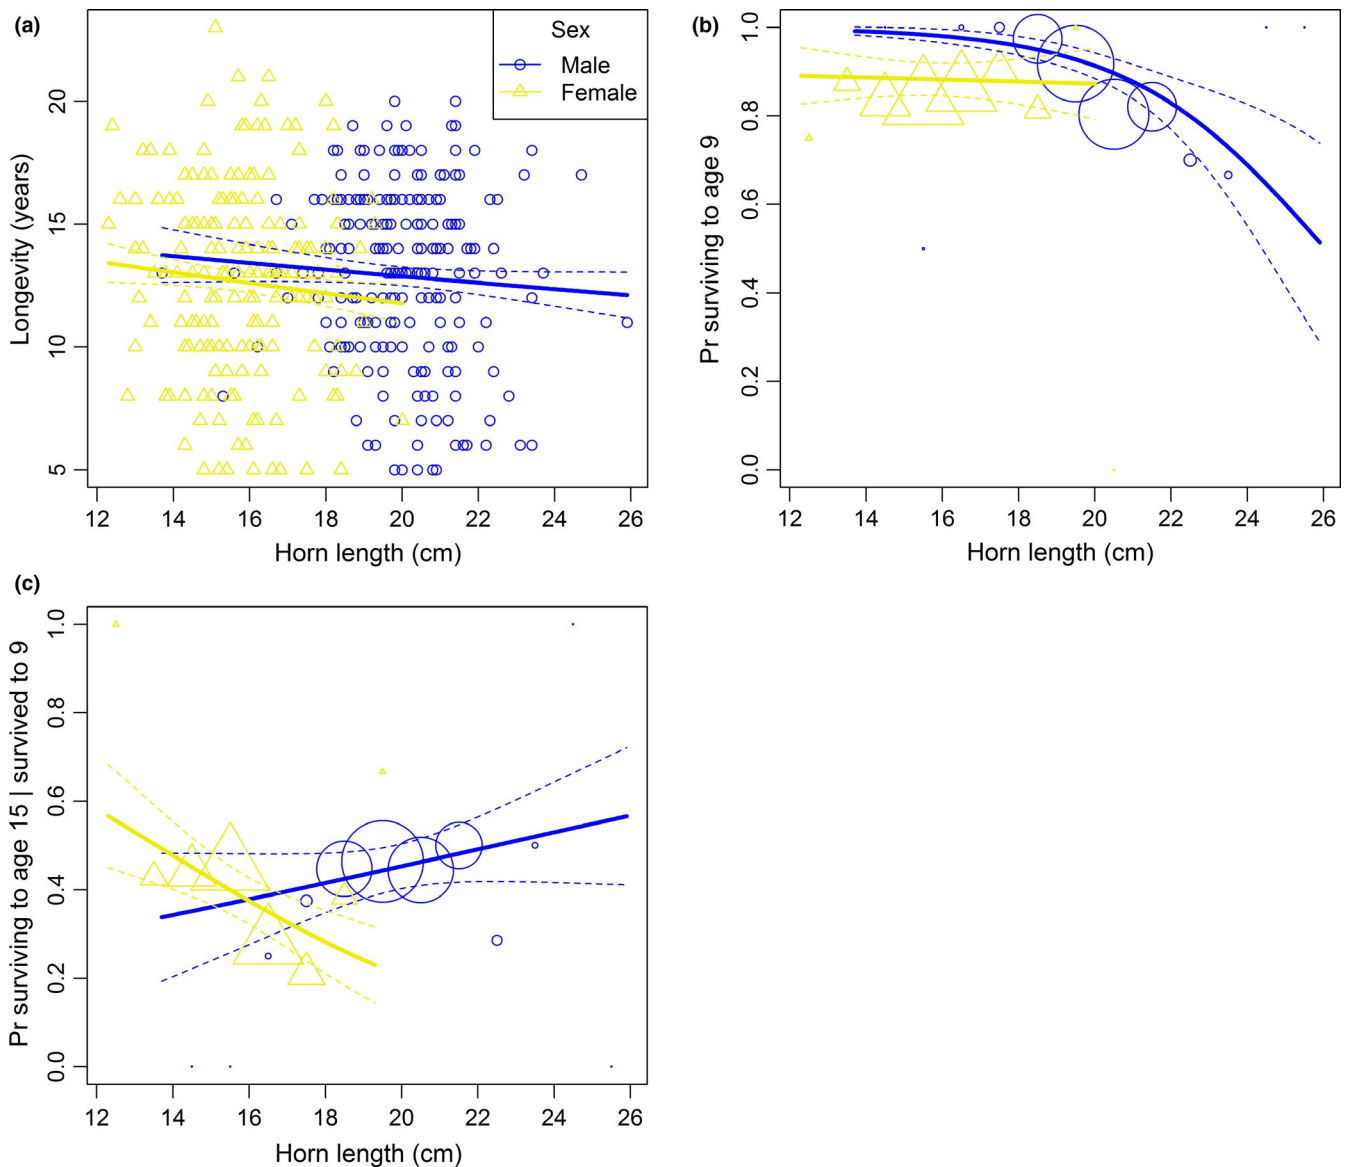 (a)
Sex
Male
Female
Longevity (years)
20
15
10
5
12 14 16 18 20 22 24 26
Horn length (cm)
(b)
Pr surviving to age 9
1.0
0.8
0.6
0.4
0.2
0.0
12 14 16 18 20 22 24 26
Horn length (cm)
(c)
Pr surviving to age 15 | survived to 9
1.0
0.8
0.6
0.4
0.2
0.0
12 14 16 18 20 22 24 26
Horn length (cm)